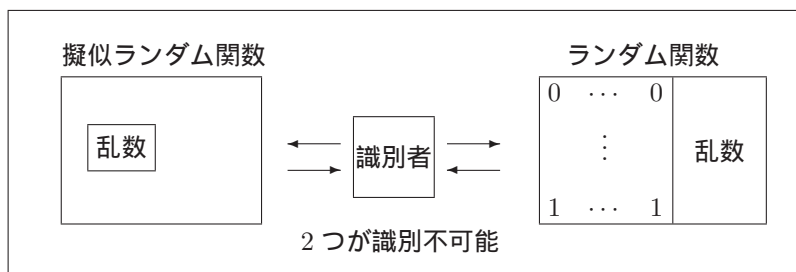 擬似ランダム関数
ランダム関数
乱数
識別者
0 ⋯ 0
⋮
1 ⋯ 1
乱数
2 つが識別不可能